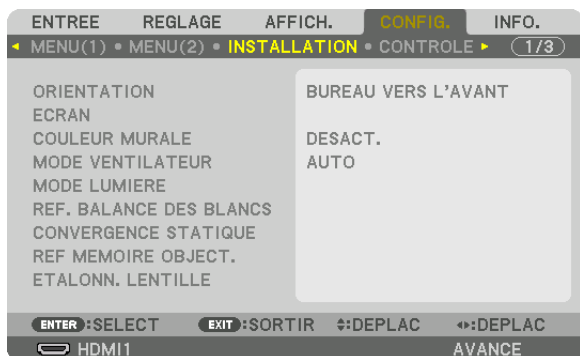 ENTREE REGLAGE AFFICH. CONFIG. INFO.
MENU(1) • MENU(2) • INSTALLATION • CONTROLE 1/3
ORIENTATION BUREAU VERS L'AVANT
ECRAN
COULEUR MURALE DESACT.
MODE VENTILATEUR AUTO
MODE LUMIERE
REF. BALANCE DES BLANCS
CONVERGENCE STATIQUE
REF MEMOIRE OBJECT.
ETALONN. LENTILLE
ENTER :SELECT EXIT :SORTIR :DEPLAC :DEPLAC
HDMI1 AVANCE